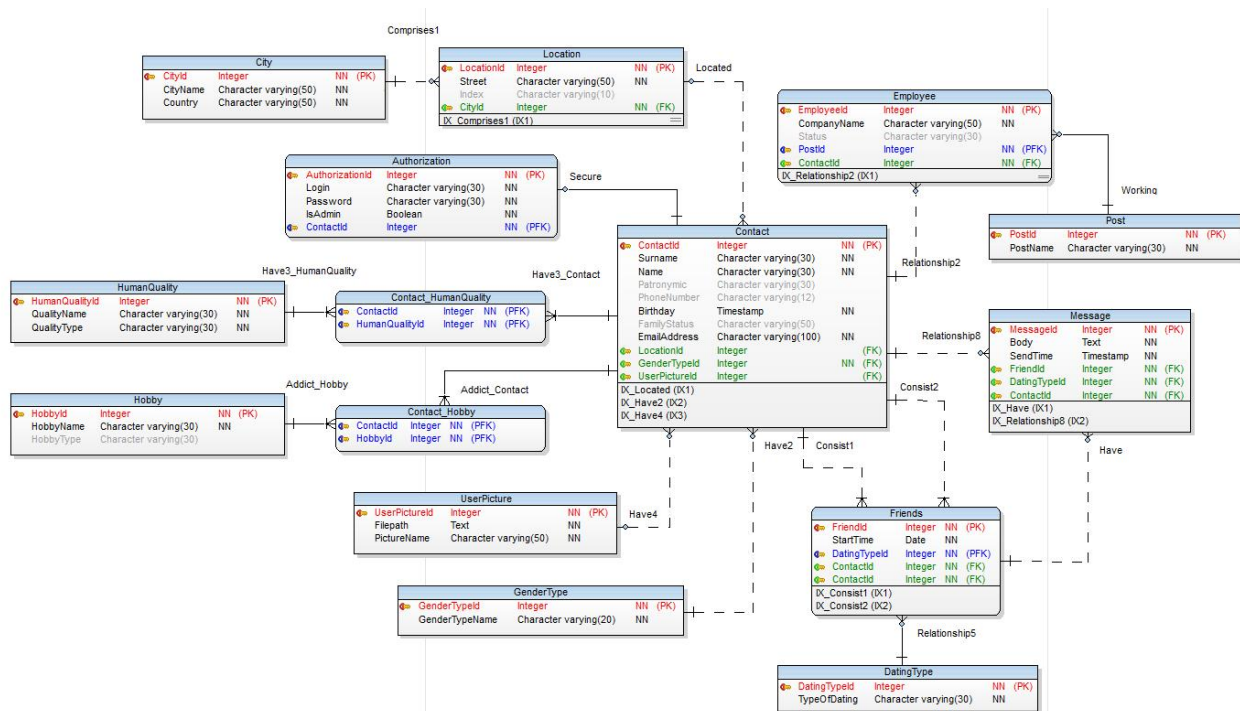 Comprises1
City
CityId Integer NN (PK)
CityName Character varying(50) NN
Country Character varying(50) NN
Location
LocationId Integer NN (PK)
Street Character varying(50) NN
Index Character varying(10)
CityId Integer NN (FK)
IX_Comprises1 (IX1)
Located
Employee
EmployeeId Integer NN (PK)
CompanyName Character varying(50) NN
Status Character varying(30)
PostId Integer NN (PFK)
ContactId Integer NN (FK)
IX_Relationship2 (IX1)
Authorization
AuthorizationId Integer NN (PK)
Login Character varying(30) NN
Password Character varying(30) NN
IsAdmin Boolean NN
ContactId Integer NN (PFK)
Secure
Working
Post
PostId Integer NN (PK)
PostName Character varying(30) NN
Contact
ContactId Integer NN (PK)
Surname Character varying(30) NN
Name Character varying(30) NN
Patronymic Character varying(30)
PhoneNumber Character varying(12)
Birthday Timestamp NN
FamilyStatus Character varying(50)
EmailAddress Character varying(100) NN
LocationId Integer (FK)
GenderTypeId Integer NN (FK)
UserPictureId Integer (FK)
IX_Located (IX1)
IX_Have2 (IX2)
IX_Have4 (IX3)
Relationship2
Have3_HumanQuality
Have3_Contact
HumanQuality
HumanQualityId Integer NN (PK)
QualityName Character varying(30) NN
QualityType Character varying(30) NN
Contact_HumanQuality
ContactId Integer NN (PFK)
HumanQualityId Integer NN (PFK)
Relationship8
Message
MessageId Integer NN (PK)
Body Text NN
SendTime Timestamp NN
FriendId Integer NN (FK)
DatingTypeId Integer NN (FK)
ContactId Integer NN (FK)
IX_Have (IX1)
IX_Relationship8 (IX2)
Addict_Hobby
Addict_Contact
Consist2
Hobby
HobbyId Integer NN (PK)
HobbyName Character varying(30) NN
HobbyType Character varying(30)
Contact_Hobby
ContactId Integer NN (PFK)
HobbyId Integer NN (PFK)
Have2
Consist1
Have
UserPicture
UserPictureId Integer NN (PK)
Filepath Text NN
PictureName Character varying(50) NN
Have4
Friends
FriendId Integer NN (PK)
StartTime Date NN
DatingTypeId Integer NN (PFK)
ContactId Integer NN (FK)
ContactId Integer NN (FK)
IX_Consist1 (IX1)
IX_Consist2 (IX2)
GenderType
GenderTypeId Integer NN (PK)
GenderTypeName Character varying(20) NN
Relationship5
DatingType
DatingTypeId Integer NN (PK)
TypeOfDating Character varying(30) NN